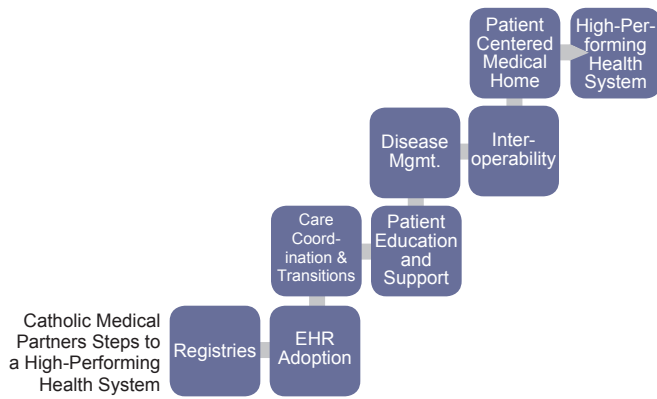 Patient
Centered
Medical
Home
High-Per-
forming
Health
System
Disease
Mgmt.
Inter-
operability
Care
Coord-
ination &
Transitions
Patient
Education
and
Support
Catholic Medical
Partners Steps to
a High-Performing
Health System
Registries
EHR
Adoption